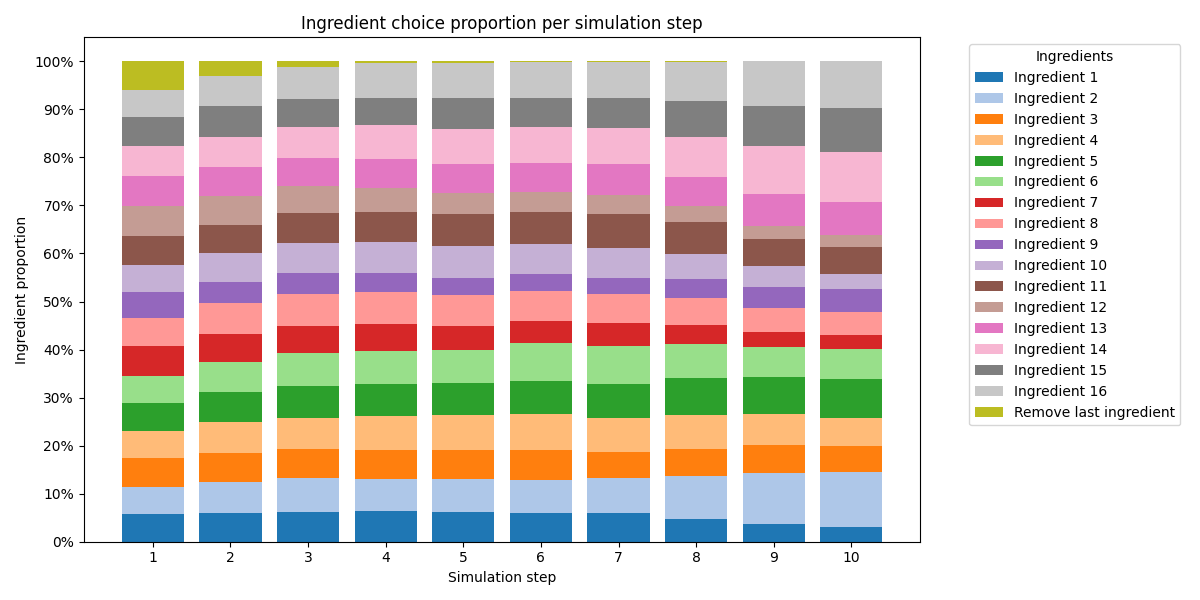 Ingredient choice proportion per simulation step
Ingredient proportion
100%
90%
80%
70%
60%
50%
40%
30%
20%
10%
0%
1 2 3 4 5 6 7 8 9 10
Simulation step
Ingredients
Ingredient 1
Ingredient 2
Ingredient 3
Ingredient 4
Ingredient 5
Ingredient 6
Ingredient 7
Ingredient 8
Ingredient 9
Ingredient 10
Ingredient 11
Ingredient 12
Ingredient 13
Ingredient 14
Ingredient 15
Ingredient 16
Remove last ingredient